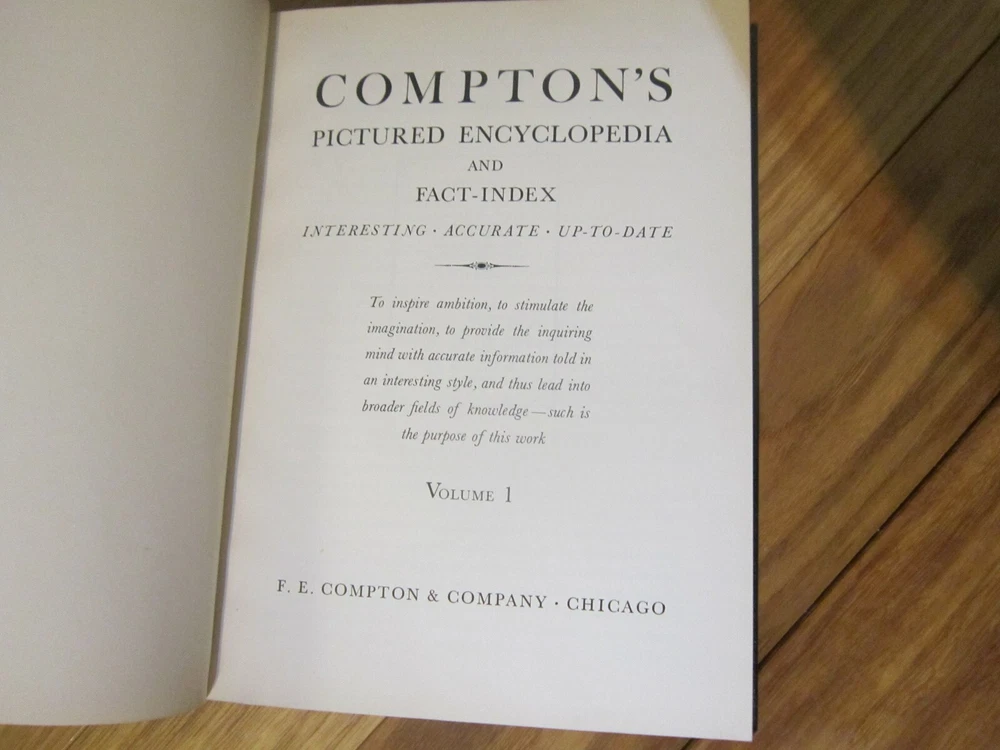 COMPTON'S
PICTURED ENCYCLOPEDIA
AND
FACT-INDEX
INTERESTING · ACCURATE · UP-TO-DATE
To inspire ambition, to stimulate the
imagination, to provide the inquiring
mind with accurate information told in
an interesting style, and thus lead into
broader fields of knowledge—such is
the purpose of this work
VOLUME 1
F. E. COMPTON & COMPANY · CHICAGO